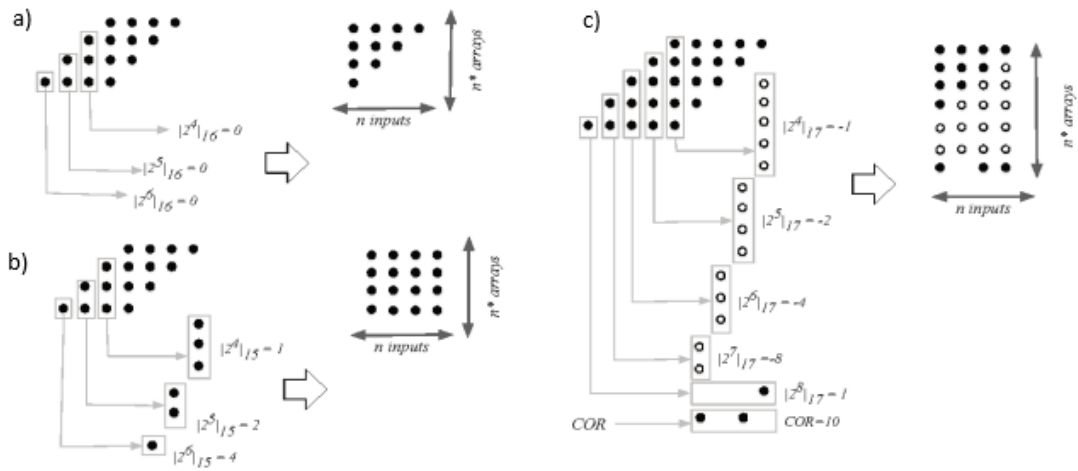 a)
n* arrays
n inputs
|2^4|_16 = 0
|2^5|_16 = 0
|2^6|_16 = 0
b)
n* arrays
n inputs
|2^4|_15 = 1
|2^5|_15 = 2
|2^6|_15 = 4
c)
n* arrays
n inputs
|2^4|_17 = -1
|2^5|_17 = -2
|2^6|_17 = -4
|2^7|_17 = -8
|2^8|_17 = 1
COR
COR=10